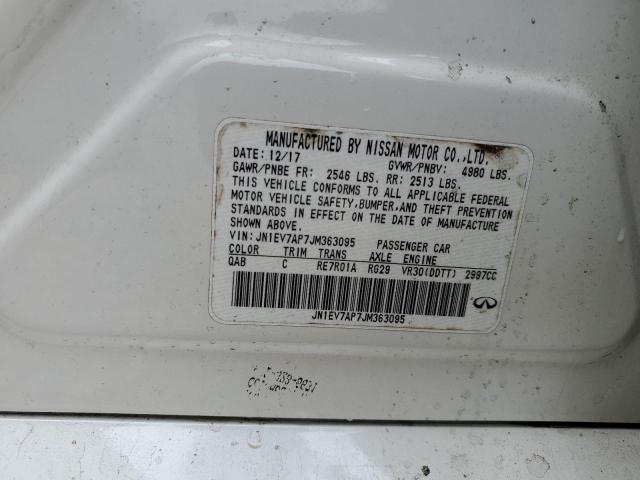 MANUFACTURED BY NISSAN MOTOR CO.,LTD.
DATE: 12/17 GVWR/PNBV: 4980 LBS.
GAWR/PNBE FR: 2546 LBS. RR: 2513 LBS.
THIS VEHICLE CONFORMS TO ALL APPLICABLE FEDERAL
MOTOR VEHICLE SAFETY,BUMPER,AND THEFT PREVENTION
STANDARDS IN EFFECT ON THE DATE OF MANUFACTURE
SHOWN ABOVE.
VIN: JN1EV7AP7JM363095 PASSENGER CAR
COLOR TRIM TRANS AXLE ENGINE
QAB C RE7R01A RG29 VR30(DDTT) 2997CC
JN1EV7AP7JM363095